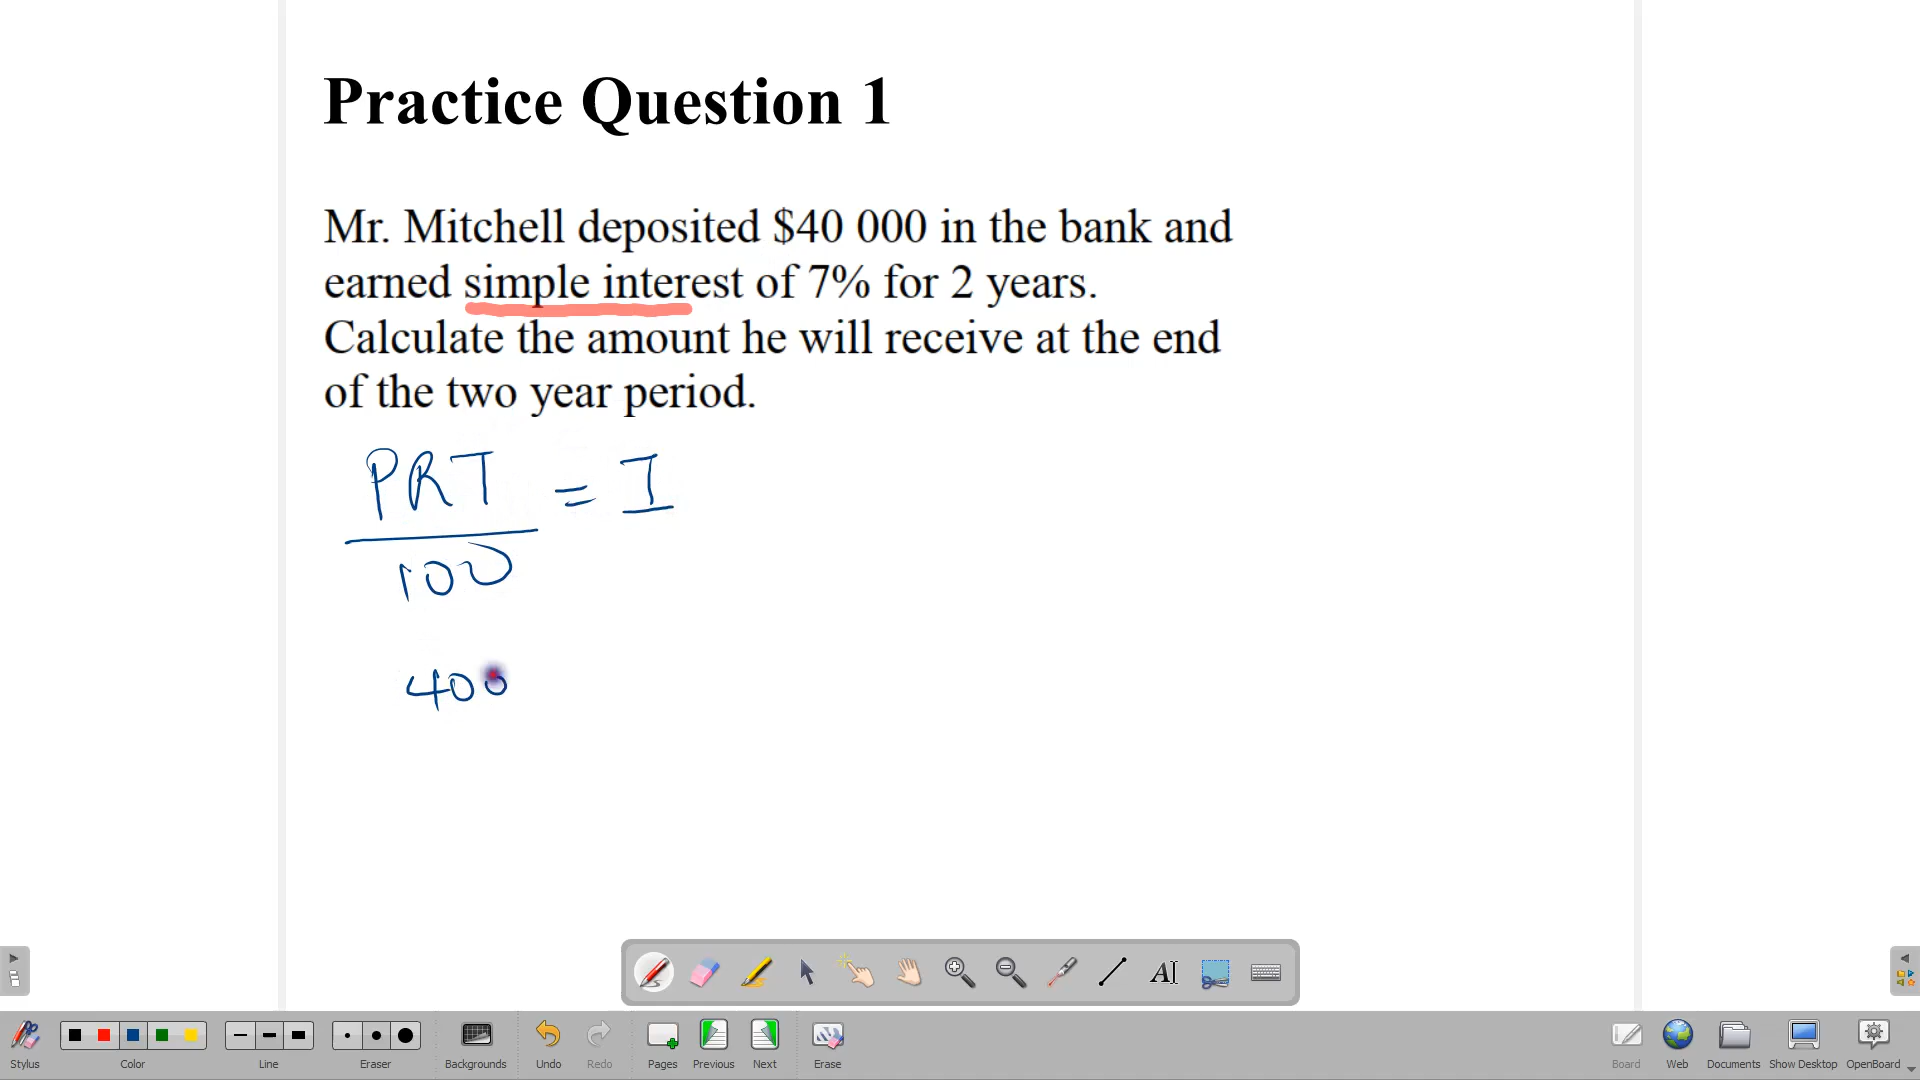 Practice Question 1
Mr. Mitchell deposited $40 000 in the bank and
earned simple interest of 7% for 2 years.
Calculate the amount he will receive at the end
of the two year period.
PRT = I
100
400
Stylus Color Line Eraser Backgrounds Undo Redo Pages Previous Next Erase Board Web Documents Show Desktop OpenBoard